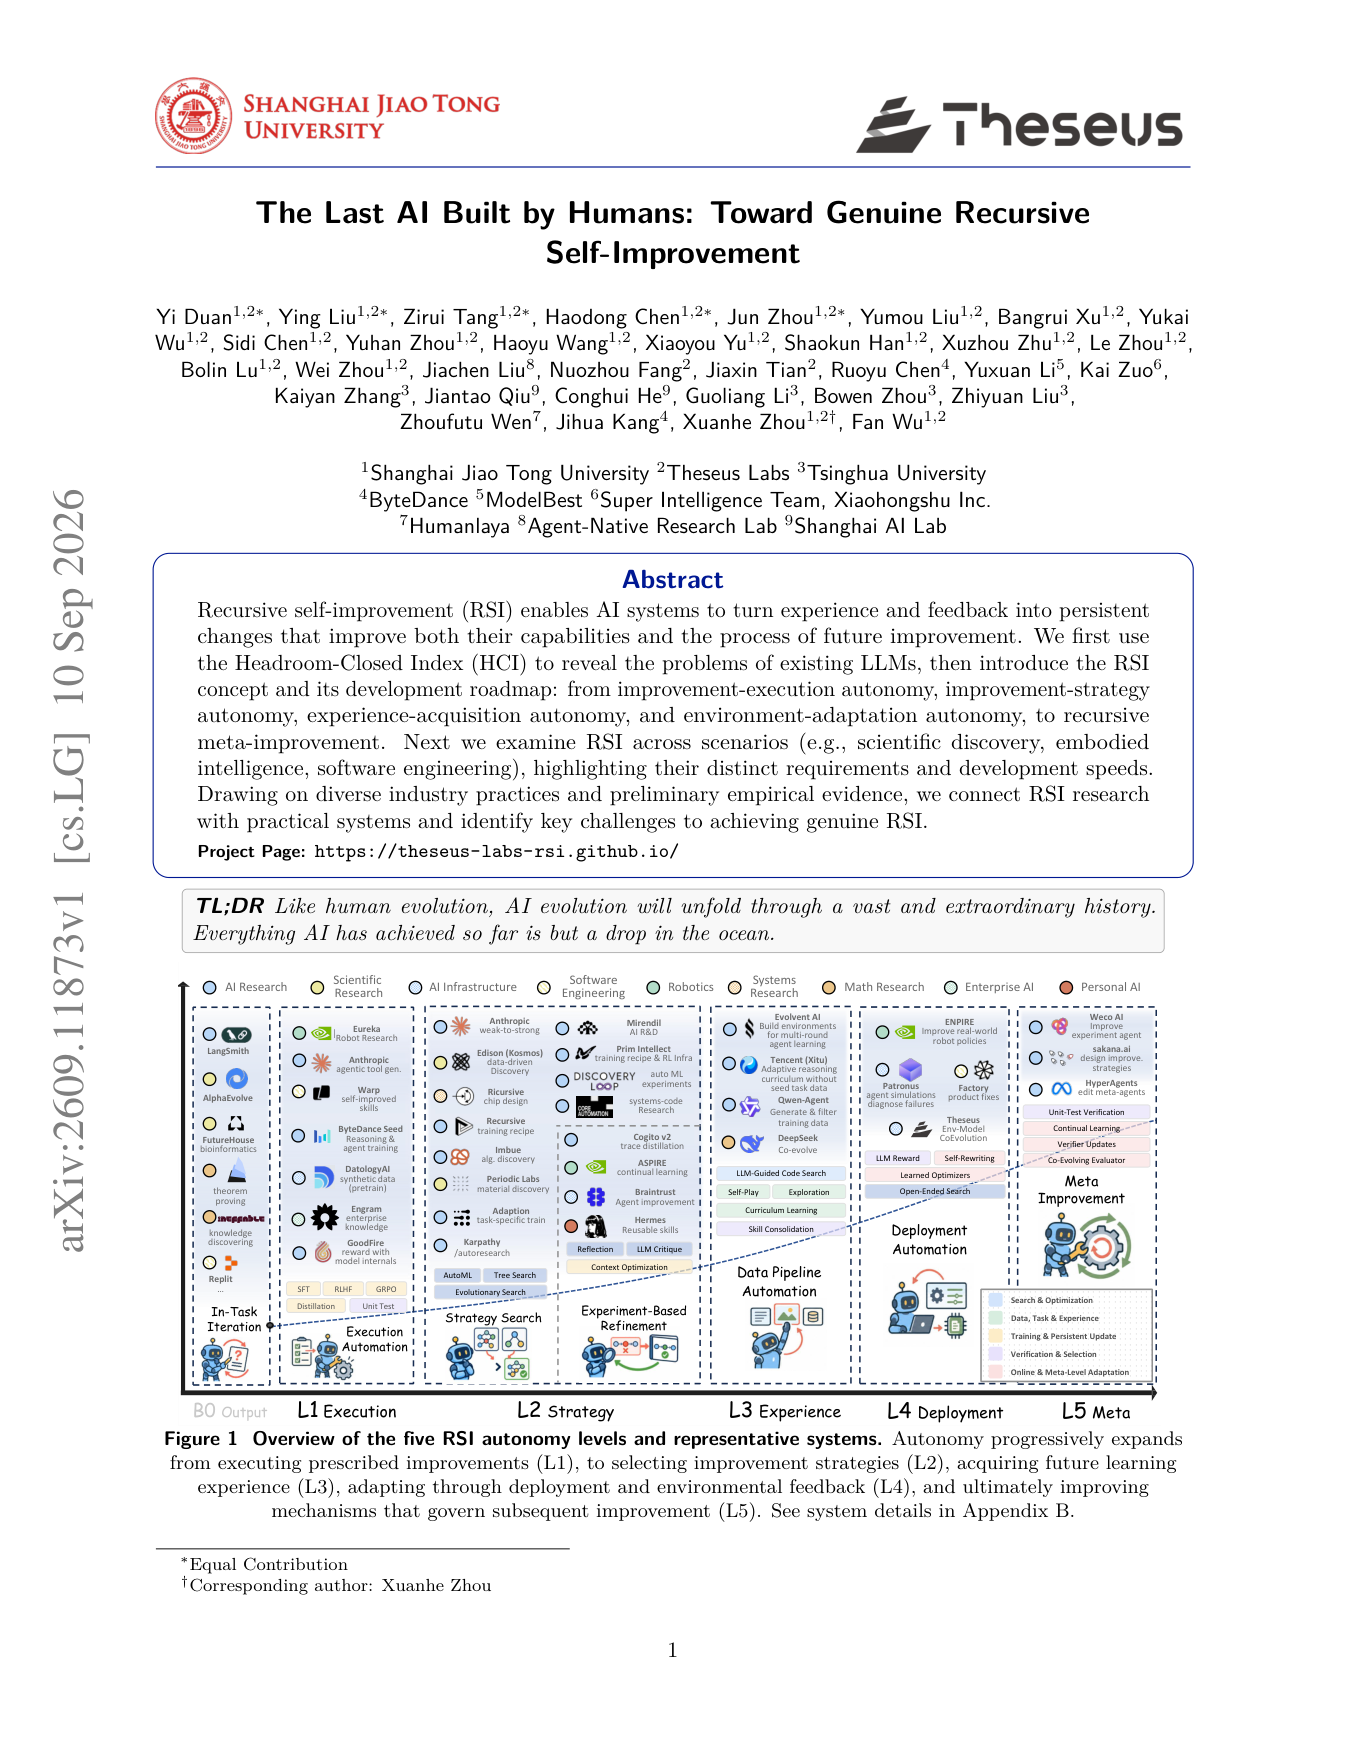 SHANGHAI JIAO TONG
UNIVERSITY
Theseus
The Last AI Built by Humans: Toward Genuine Recursive
Self-Improvement
Yi Duan1,2*, Ying Liu1,2*, Zirui Tang1,2*, Haodong Chen1,2*, Jun Zhou1,2*, Yumou Liu1,2, Bangrui Xu1,2, Yukai
Wu1,2, Sidi Chen1,2, Yuhan Zhou1,2, Haoyu Wang1,2, Xiaoyou Yu1,2, Shaokun Han1,2, Xuzhou Zhu1,2, Le Zhou1,2,
Bolin Lu1,2, Wei Zhou1,2, Jiachen Liu8, Nuozhou Fang2, Jiaxin Tian2, Ruoyu Chen4, Yuxuan Li5, Kai Zuo6,
Kaiyan Zhang3, Jiantao Qiu9, Conghui He9, Guoliang Li3, Bowen Zhou3, Zhiyuan Liu3,
Zhoufutu Wen7, Jihua Kang4, Xuanhe Zhou1,2†, Fan Wu1,2
1Shanghai Jiao Tong University 2Theseus Labs 3Tsinghua University
4ByteDance 5ModelBest 6Super Intelligence Team, Xiaohongshu Inc.
7Humanlaya 8Agent-Native Research Lab 9Shanghai AI Lab
arXiv:2609.11873v1 [cs.LG] 10 Sep 2026
Abstract
Recursive self-improvement (RSI) enables AI systems to turn experience and feedback into persistent
changes that improve both their capabilities and the process of future improvement. We first use
the Headroom-Closed Index (HCI) to reveal the problems of existing LLMs, then introduce the RSI
concept and its development roadmap: from improvement-execution autonomy, improvement-strategy
autonomy, experience-acquisition autonomy, and environment-adaptation autonomy, to recursive
meta-improvement. Next we examine RSI across scenarios (e.g., scientific discovery, embodied
intelligence, software engineering), highlighting their distinct requirements and development speeds.
Drawing on diverse industry practices and preliminary empirical evidence, we connect RSI research
with practical systems and identify key challenges to achieving genuine RSI.
Project Page: https://theseus-labs-rsi.github.io/
TL;DR Like human evolution, AI evolution will unfold through a vast and extraordinary history.
Everything AI has achieved so far is but a drop in the ocean.
AI Research
Scientific
Research
AI Infrastructure
Software
Engineering
Robotics
Systems
Research
Math Research
Enterprise AI
Personal AI
LangSmith
AlphaEvolve
FutureHouse
bioinformatics
theorem
proving
Ineffable
knowledge
discovering
Replit
...
In-Task
Iteration
Eureka
Robot Research
Anthropic
agentic tool gen.
Warp
self-improved
skills
ByteDance Seed
Reasoning &
agent training
DatologyAI
synthetic data
(pretrain)
Engram
enterprise
knowledge
GoodFire
reward with
model internals
SFT
RLHF
GRPO
Distillation
Unit Test
Execution
Automation
Anthropic
weak-to-strong
Edison (Kosmos)
data-driven
Discovery
Ricursive
chip design
Recursive
training recipe
Imbue
alg. discovery
Periodic Labs
material discovery
Adaption
task-specific train
Karpathy
/autoresearch
AutoML
Tree Search
Evolutionary Search
Strategy Search
Mirendil
AI R&D
Prim Intellect
training recipe & RL Infra
DISCOVERY
LOOP
auto ML
experiments
CORE
AUTOMATION
systems-code
Research
Cogito v2
trace distillation
ASPIRE
continual learning
Braintrust
Agent improvement
Hermes
Reusable skills
Reflection
LLM Critique
Context Optimization
Experiment-Based
Refinement
Evolvent AI
Build environments
for multi-round
agent learning
Tencent (Xitu)
Adaptive reasoning
curriculum without
seed task data
Qwen-Agent
Generate & filter
training data
DeepSeek
Co-evolve
LLM-Guided Code Search
Self-Play
Exploration
Curriculum Learning
Skill Consolidation
Data Pipeline
Automation
ENPIRE
Improve real-world
robot policies
Patronus
agent simulations
diagnose failures
Factory
product fixes
Theseus
Env-Model
CoEvolution
LLM Reward
Self-Rewriting
Learned Optimizers
Open-Ended Search
Deployment
Automation
Weco AI
Improve
experiment agent
sakana.ai
design improve.
strategies
HyperAgents
edit meta-agents
Unit-Test Verification
Continual Learning
Verifier Updates
Co-Evolving Evaluator
Meta
Improvement
Search & Optimization
Data, Task & Experience
Training & Persistent Update
Verification & Selection
Online & Meta-Level Adaptation
B0 Output
L1 Execution
L2 Strategy
L3 Experience
L4 Deployment
L5 Meta
Figure 1 Overview of the five RSI autonomy levels and representative systems. Autonomy progressively expands
from executing prescribed improvements (L1), to selecting improvement strategies (L2), acquiring future learning
experience (L3), adapting through deployment and environmental feedback (L4), and ultimately improving
mechanisms that govern subsequent improvement (L5). See system details in Appendix B.
*Equal Contribution
†Corresponding author: Xuanhe Zhou
1